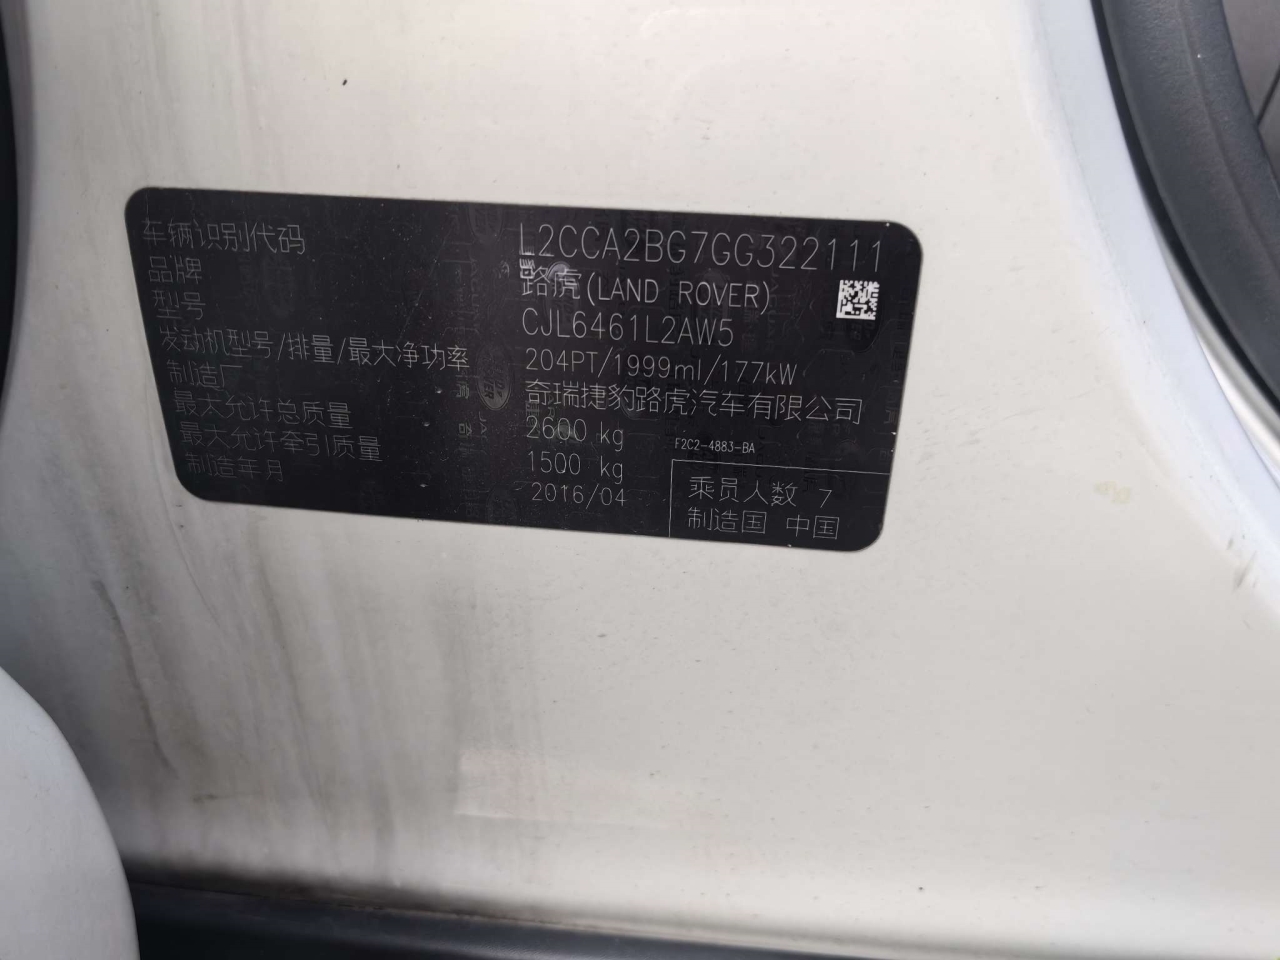 车辆识别代码 L2CCA2BG7GG322111
品牌 路虎(LAND ROVER)
型号 CJL6461L2AW5
发动机型号/排量/最大净功率 204PT/1999ml/177kW
制造厂 奇瑞捷豹路虎汽车有限公司
最大允许总质量 2600 kg
最大允许牵引质量 1500 kg
制造年月 2016/04
F2C2-4883-BA
乘员人数 7
制造国 中国